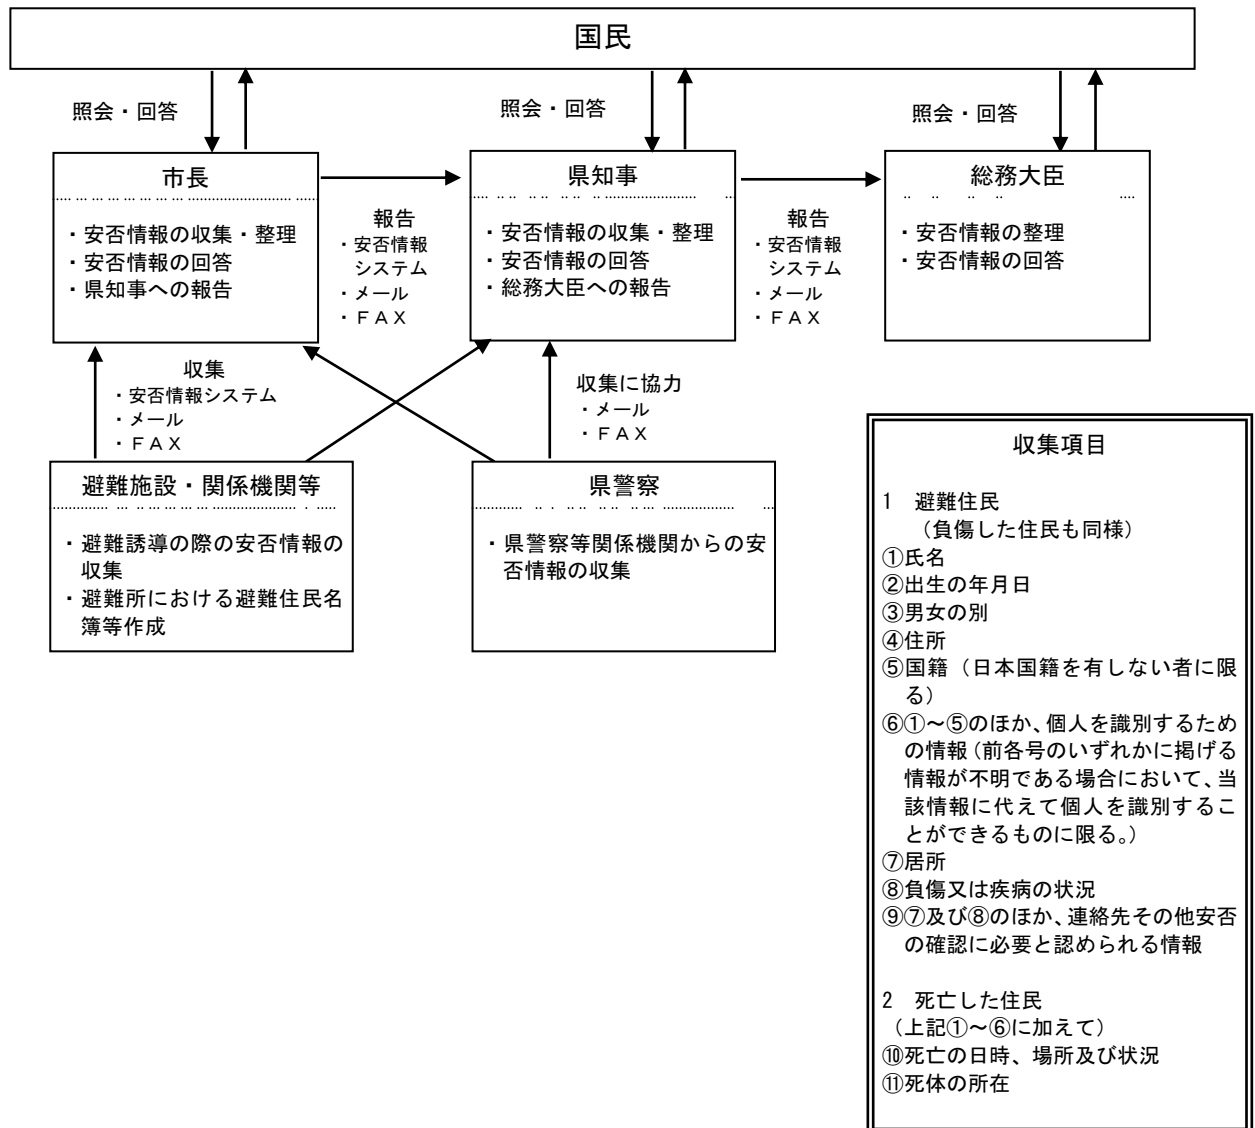 国民
照会・回答
照会・回答
照会・回答
市長
・安否情報の収集・整理
・安否情報の回答
・県知事への報告
報告
・安否情報
システム
・メール
・ＦＡＸ
県知事
・安否情報の収集・整理
・安否情報の回答
・総務大臣への報告
報告
・安否情報
システム
・メール
・ＦＡＸ
総務大臣
・安否情報の整理
・安否情報の回答
収集
・安否情報システム
・メール
・ＦＡＸ
収集に協力
・メール
・ＦＡＸ
避難施設・関係機関等
・避難誘導の際の安否情報の
収集
・避難所における避難住民名
簿等作成
県警察
・県警察等関係機関からの安
否情報の収集
収集項目
1　避難住民
（負傷した住民も同様）
①氏名
②出生の年月日
③男女の別
④住所
⑤国籍（日本国籍を有しない者に限
る）
⑥①～⑤のほか、個人を識別するため
の情報（前各号のいずれかに掲げる
情報が不明である場合において、当
該情報に代えて個人を識別するこ
とができるものに限る。）
⑦居所
⑧負傷又は疾病の状況
⑨⑦及び⑧のほか、連絡先その他安否
の確認に必要と認められる情報
2　死亡した住民
（上記①～⑥に加えて）
⑩死亡の日時、場所及び状況
⑪死体の所在